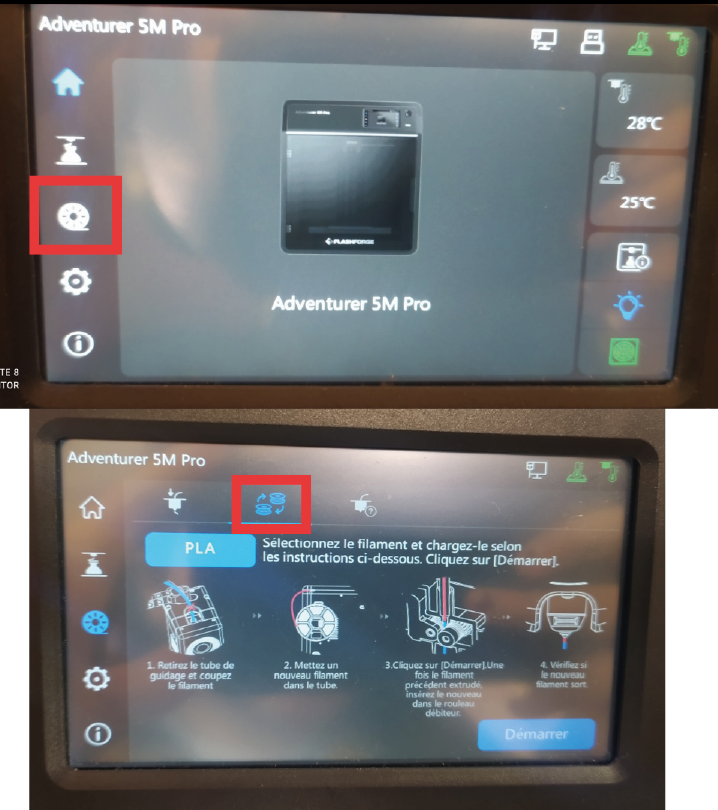 Adventurer 5M Pro
28°C
25°C
FLASHFORGE
Adventurer 5M Pro
TE 8
TOR
Adventurer 5M Pro
PLA
Sélectionnez le filament et chargez-le selon
les instructions ci-dessous. Cliquez sur [Démarrer].
1. Retirez le tube de
guidage et coupez
le filament
2. Mettez un
nouveau filament
dans le tube.
3.Cliquez sur [Démarrer].Une
fois le filament
précédent extrudé,
insérez le nouveau
dans le rouleau
débiteur.
4. Vérifiez si
le nouveau
filament sort.
Démarrer